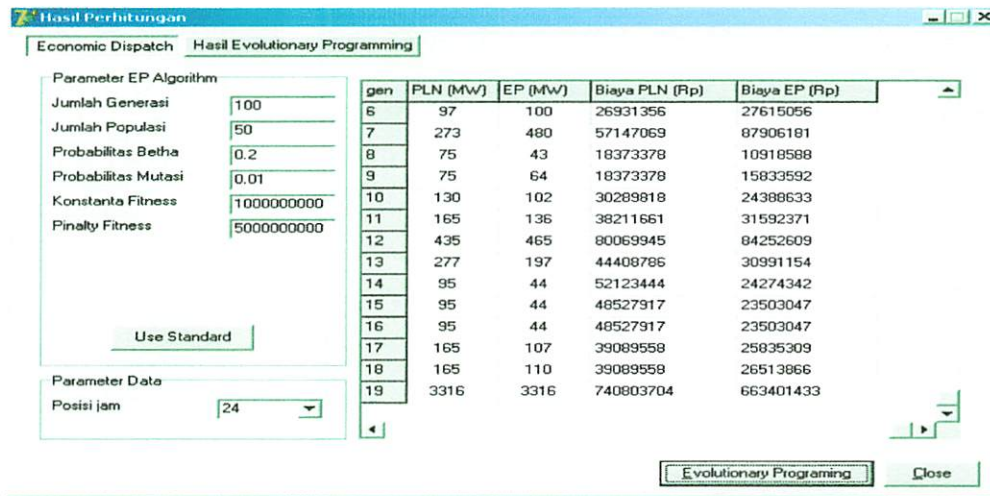 Hasil Perhitungan
Economic Dispatch Hasil Evolutionary Programming
Parameter EP Algorithm
Jumlah Generasi 100
Jumlah Populasi 50
Probabilitas Betha 0.2
Probabilitas Mutasi 0.01
Konstanta Fitness 1000000000
Pinalty Fitness 5000000000
Use Standard
Parameter Data
Posisi jam 24
gen PLN (MW) EP (MW) Biaya PLN (Rp) Biaya EP (Rp)
6 97 100 26931356 27615056
7 273 480 57147069 87906181
8 75 43 18373378 10918588
9 75 64 18373378 15833592
10 130 102 30289818 24388633
11 165 136 38211661 31592371
12 435 465 80069945 84252609
13 277 197 44408786 30991154
14 95 44 52123444 24274342
15 95 44 48527917 23503047
16 95 44 48527917 23503047
17 165 107 39089558 25835309
18 165 110 39089558 26513866
19 3316 3316 740803704 663401433
Evolutionary Programing Close